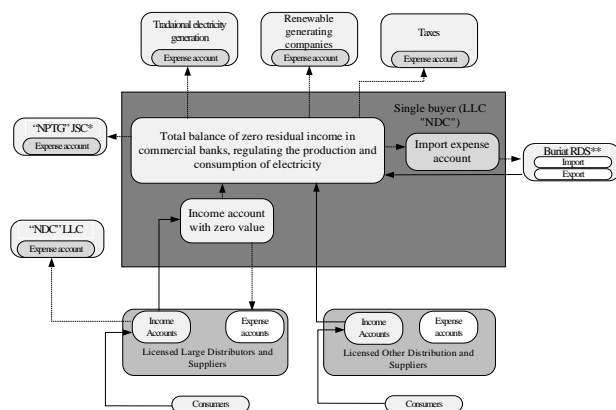 Tradaional electricity
generation
Expense account
Renewable
generating
companies
Expense account
Taxes
Expense account
Single buyer (LLC
"NDC")
"NPTG" JSC*
Expense account
Total balance of zero residual income in
commercial banks, regulating the production and
consumption of electricity
Import expense
account
Buriat RDS**
Import
Export
Income account
with zero value
"NDC" LLC
Expense account
Income
Accounts
Expense
accounts
Licensed Large Distributors and
Suppliers
Income
Accounts
Expense
accounts
Licensed Other Distribution and
Suppliers
Consumers
Consumers